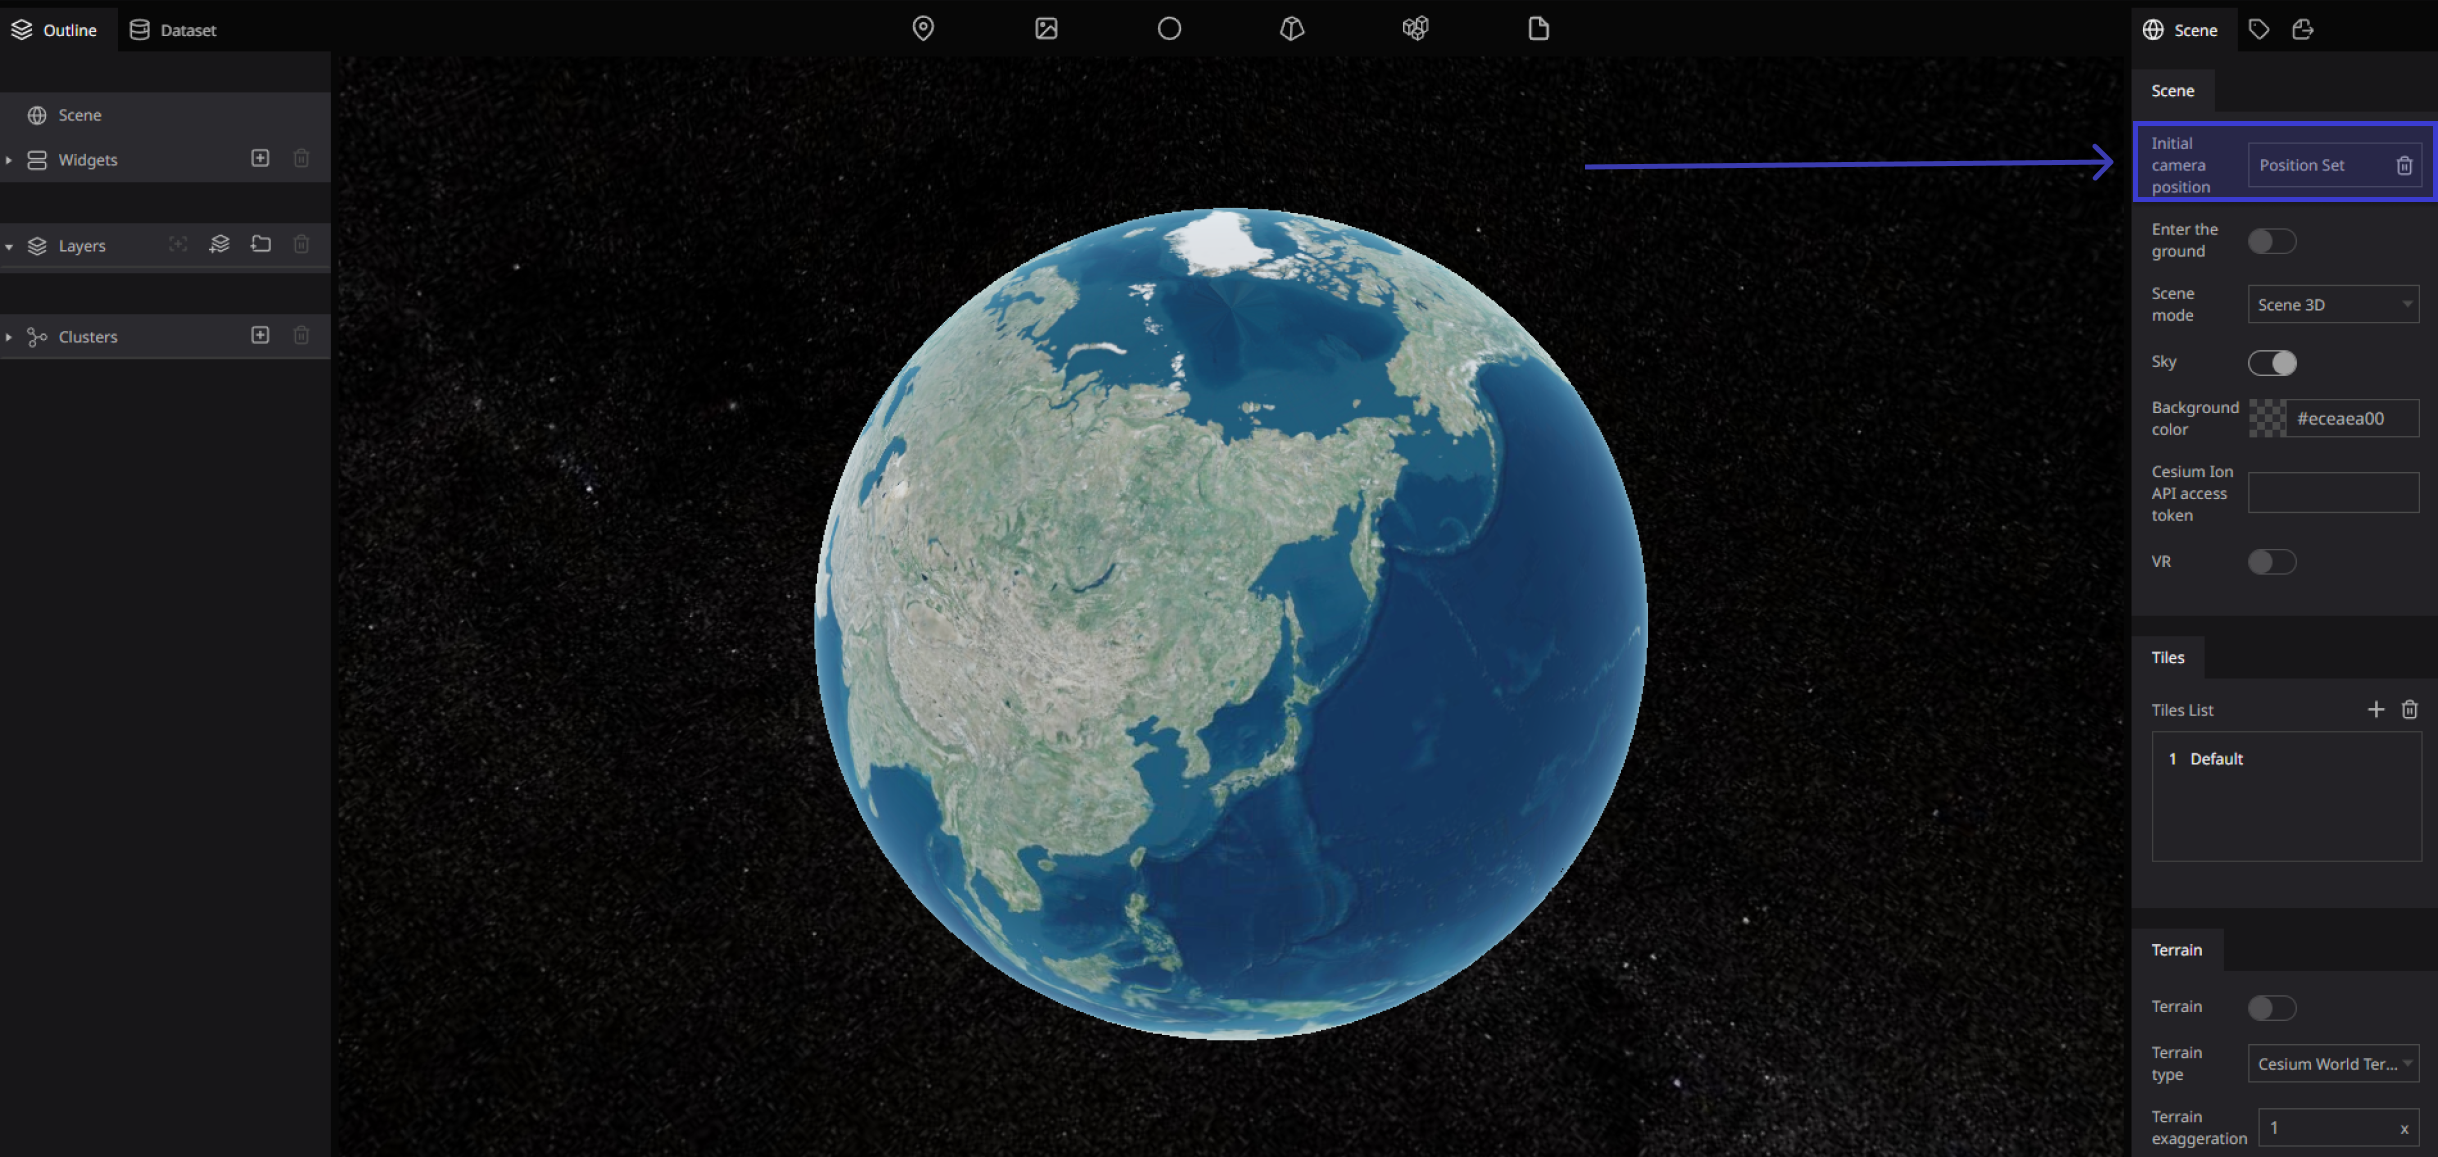 Outline
Dataset
Scene
Scene
Widgets
Layers
Clusters
Scene
Initial
camera
position
Position Set
Enter the
ground
Scene
mode
Scene 3D
Sky
Background
color
#eceaea00
Cesium Ion
API access
token
VR
Tiles
Tiles List
1 Default
Terrain
Terrain
Terrain
type
Cesium World Ter...
Terrain
exaggeration
1
x